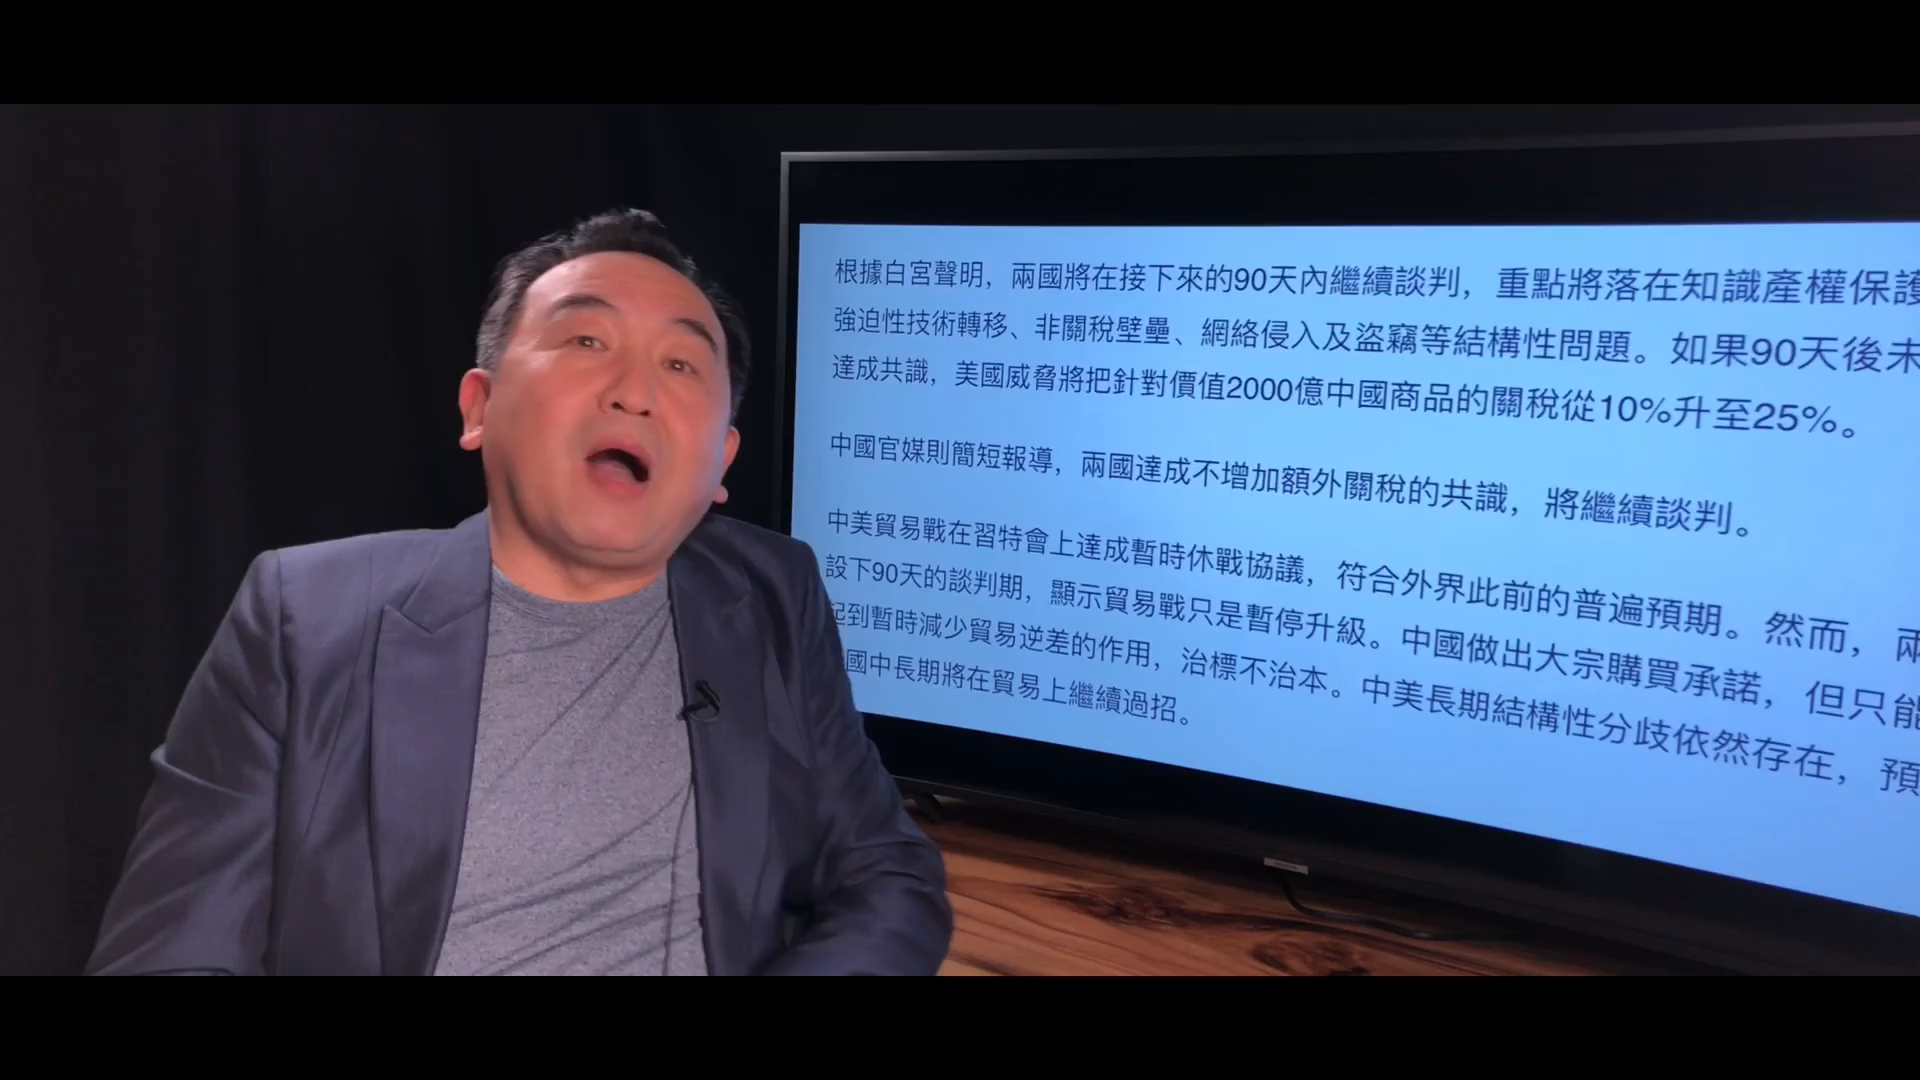 根據白宮聲明，兩國將在接下來的90天內繼續談判，重點將落在知識產權保護
強迫性技術轉移、非關稅壁壘、網絡侵入及盜竊等結構性問題。如果90天後未
達成共識，美國威脅將把針對價值2000億中國商品的關稅從10%升至25%。
中國官媒則簡短報導，兩國達成不增加額外關稅的共識，將繼續談判。
中美貿易戰在習特會上達成暫時休戰協議，符合外界此前的普遍預期。然而，兩
設下90天的談判期，顯示貿易戰只是暫停升級。中國做出大宗購買承諾，但只能
起到暫時減少貿易逆差的作用，治標不治本。中美長期結構性分歧依然存在，預
國中長期將在貿易上繼續過招。